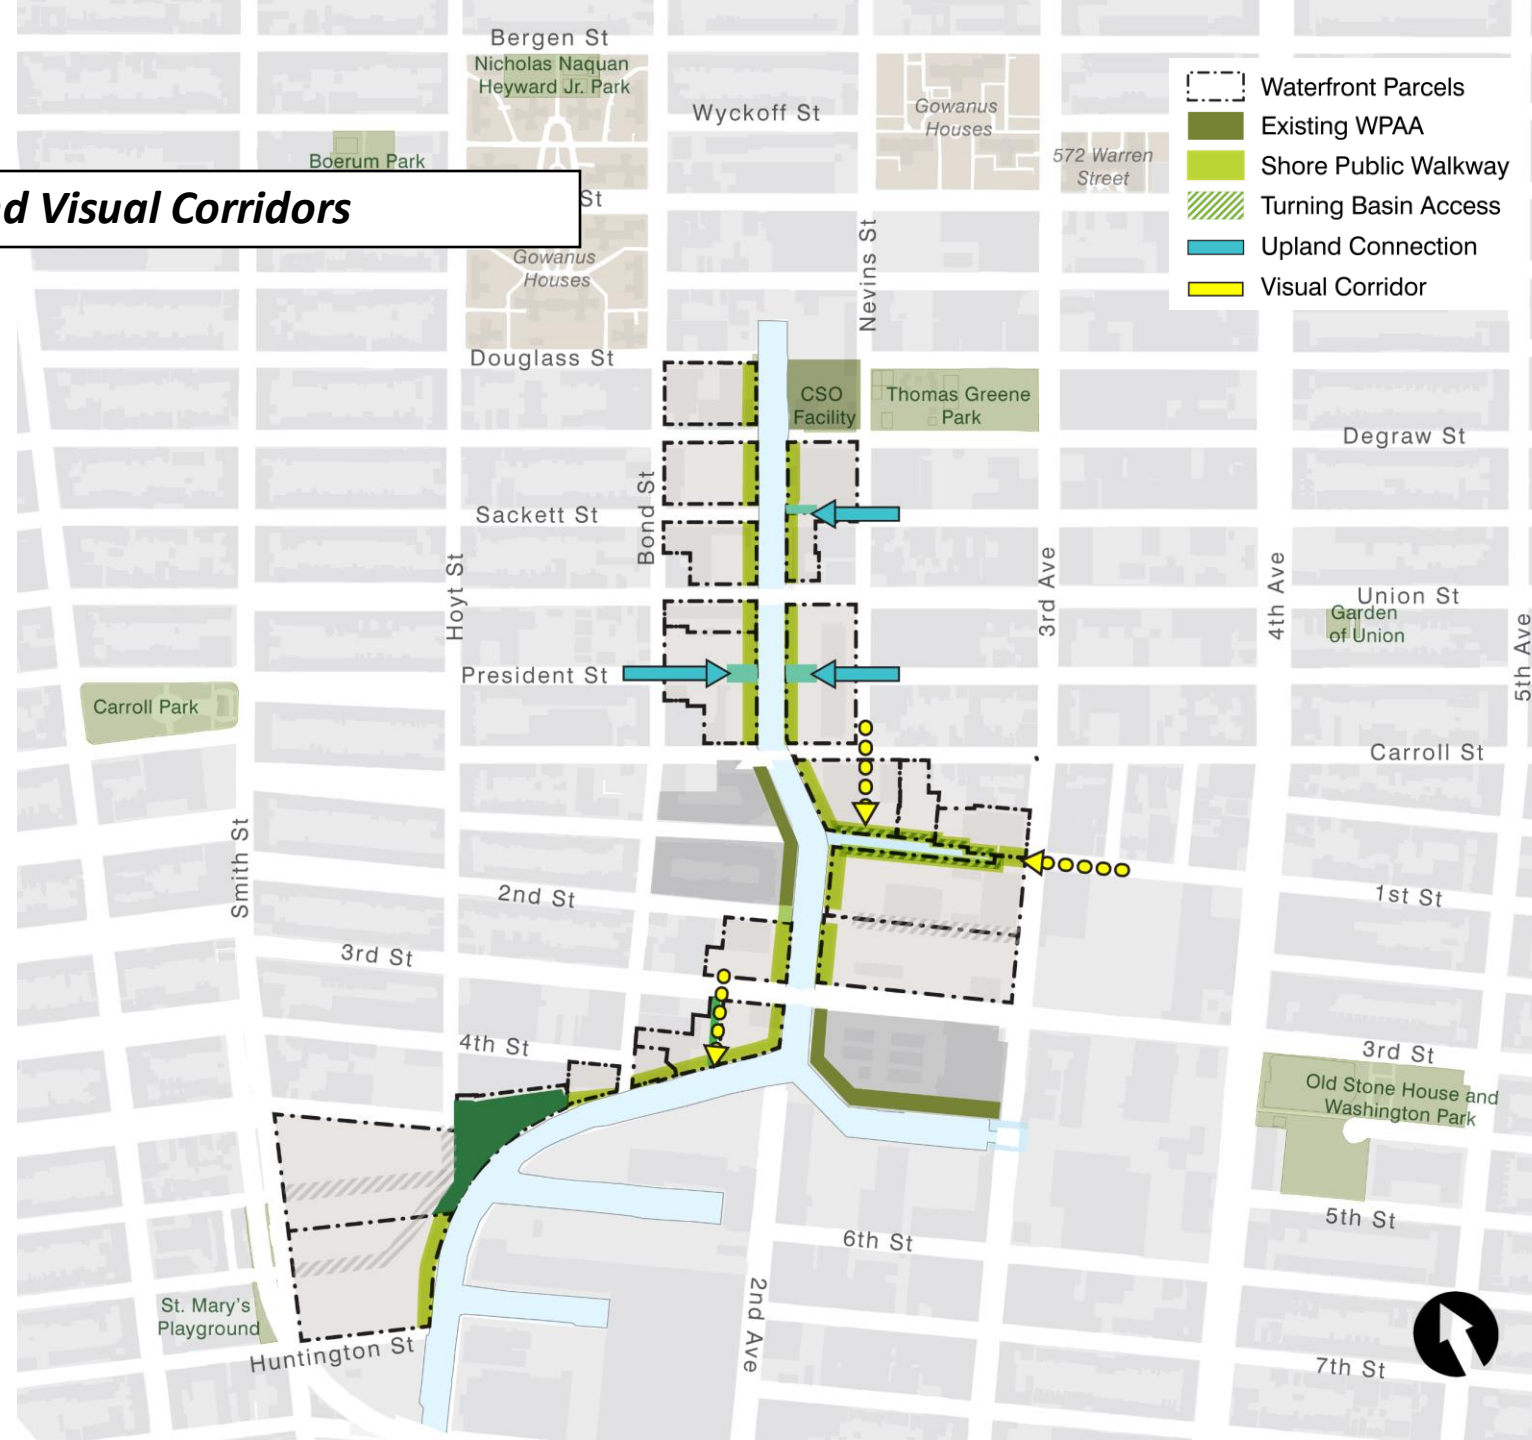 Bergen St
Nicholas Naquan
Heyward Jr. Park
Wyckoff St
Gowanus
Houses
572 Warren
Street
Boerum Park
d Visual Corridors
St
Gowanus
Houses
Waterfront Parcels
Existing WPAA
Shore Public Walkway
Turning Basin Access
Upland Connection
Visual Corridor
Nevins St
Douglass St
CSO
Facility
Thomas Greene
Park
Degraw St
Bond St
Sackett St
Hoyt St
3rd Ave
4th Ave
Union St
Garden
of Union
5th Ave
President St
Carroll Park
Carroll St
Smith St
2nd St
1st St
3rd St
4th St
3rd St
Old Stone House and
Washington Park
5th St
6th St
St. Mary's
Playground
Huntington St
2nd Ave
7th St